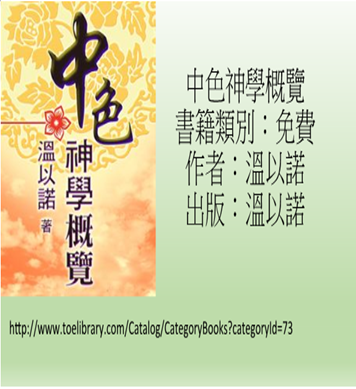 中色
神學概覽
溫以諾 著
中色神學概覽
書籍類別：免費
作者：溫以諾
出版：溫以諾
http://www.toelibrary.com/Catalog/CategoryBooks?categoryId=73